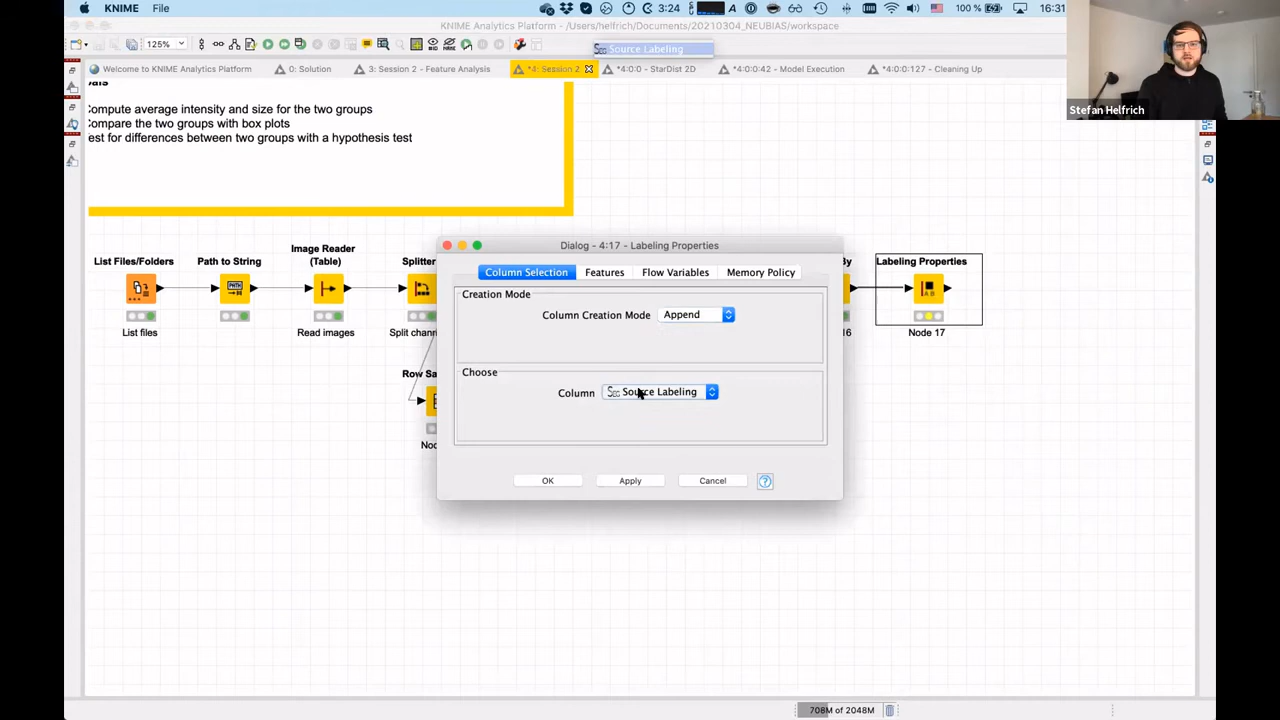 KNIME File 3:24 100 % 16:31
KNIME Analytics Platform - /Users/helfrich/Documents/20210304_NEUBIAS/workspace
125% Source Labeling
Welcome to KNIME Analytics Platform 0: Solution 3: Session 2 - Feature Analysis *4: Session 2 *4:0:0 - StarDist 2D *4:0:0:42 - Model Execution *4:0:0:127 - Cleaning Up
Stefan Helfrich
Compute average intensity and size for the two groups
Compare the two groups with box plots
est for differences between two groups with a hypothesis test
List Files/Folders
List files
Path to String
Image Reader
(Table)
Read images
Splitter
Split chann
Row Sa
Nod
By
16
Labeling Properties
Node 17
Dialog - 4:17 - Labeling Properties
Column Selection Features Flow Variables Memory Policy
Creation Mode
Column Creation Mode Append
Choose
Column Source Labeling
OK Apply Cancel ?
708M of 2048M